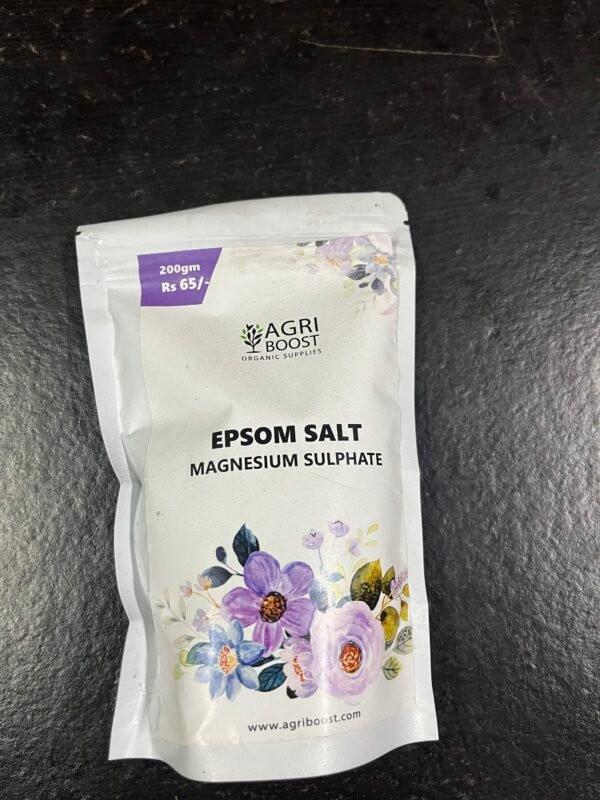 200gm
Rs 65/-
AGRI
BOOST
ORGANIC SUPPLIES
EPSOM SALT
MAGNESIUM SULPHATE
www.agriboost.com